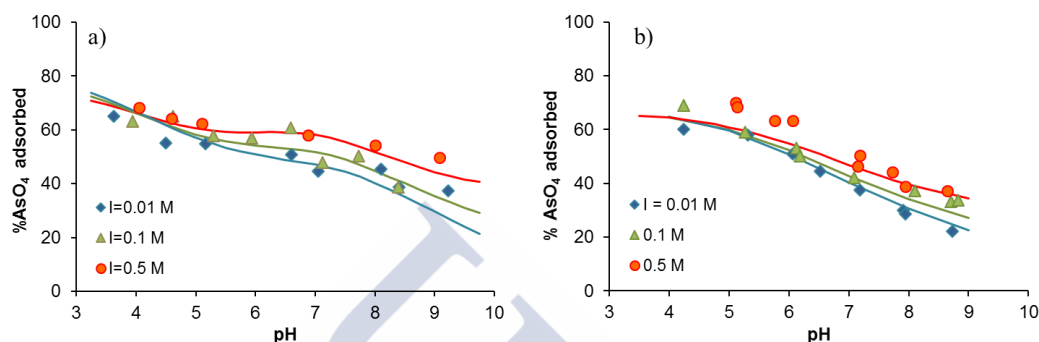 a)
%AsO₄ adsorbed
100
80
60
40
20
0
I=0.01 M
I=0.1 M
I=0.5 M
3 4 5 6 7 8 9 10
pH
b)
% AsO₄ adsorbed
100
80
60
40
20
0
I = 0.01 M
0.1 M
0.5 M
3 4 5 6 7 8 9 10
pH